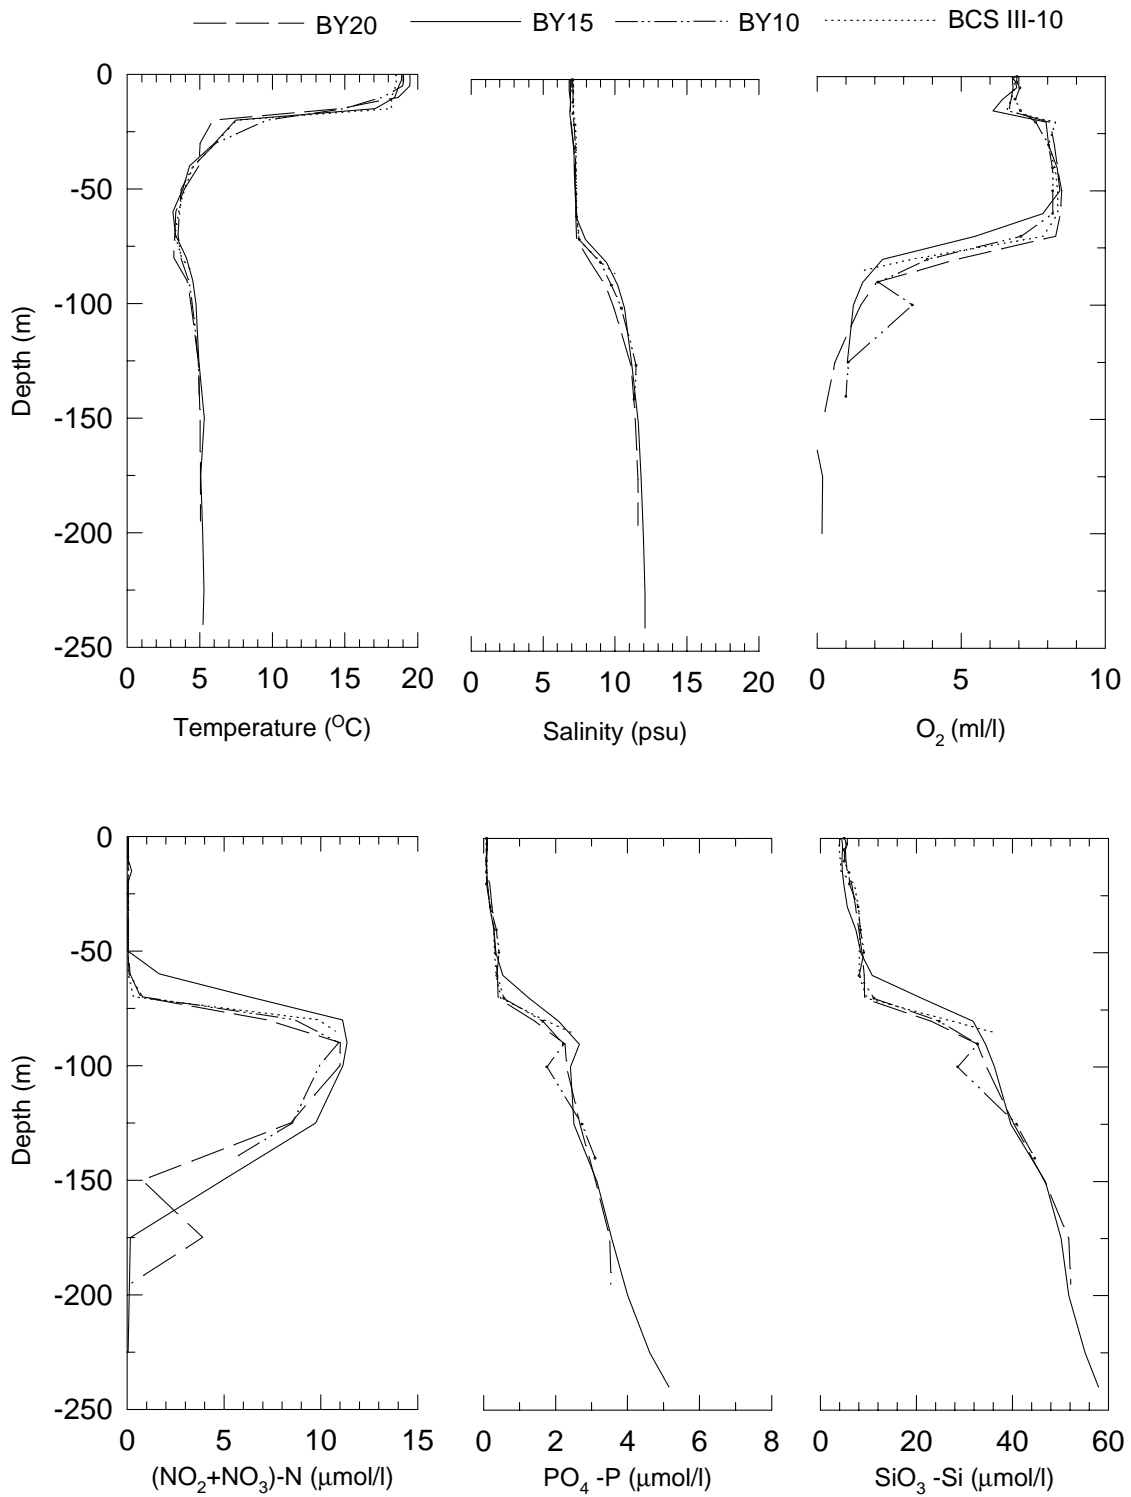 BY20 BY15 BY10 BCS III-10
0
-50
-100
-150
-200
-250
Depth (m)
0 5 10 15 20
Temperature (OC)
0 5 10 15 20
Salinity (psu)
0 5 10
O2 (ml/l)
0
-50
-100
-150
-200
-250
Depth (m)
0 5 10 15
(NO2+NO3)-N (μmol/l)
0 2 4 6 8
PO4 -P (μmol/l)
0 20 40 60
SiO3 -Si (μmol/l)